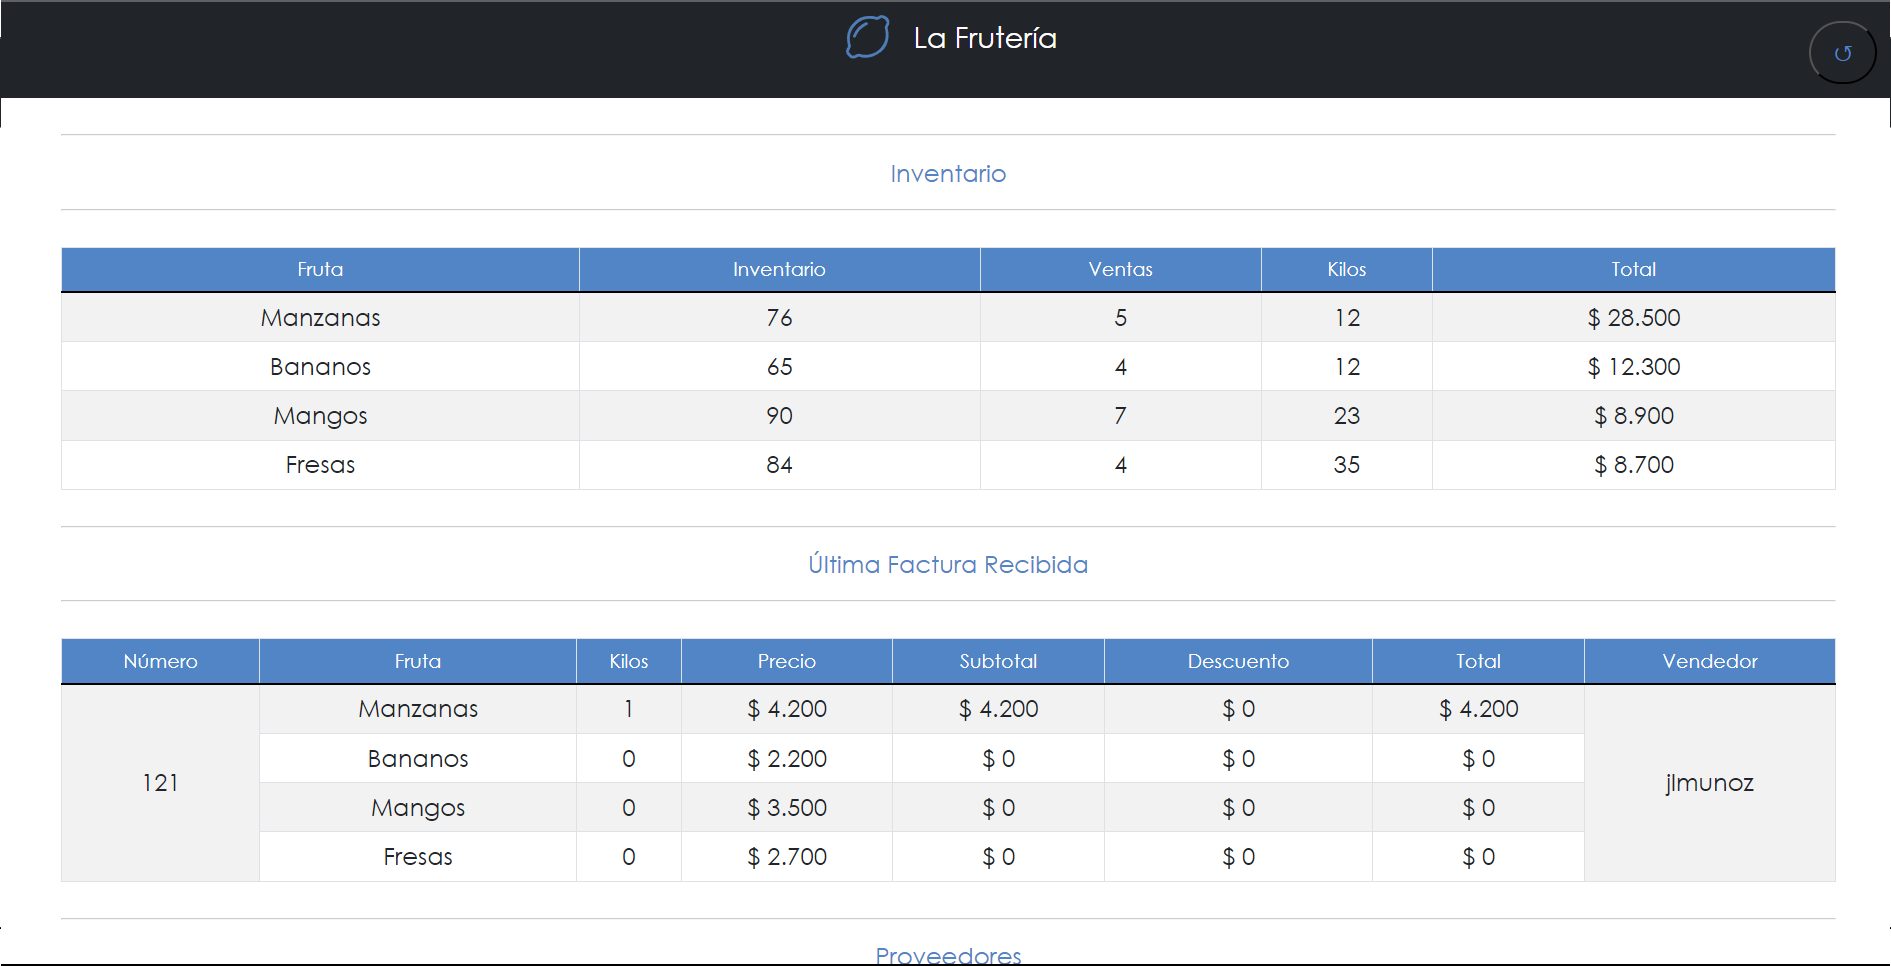 La Frutería
Inventario
Fruta Inventario Ventas Kilos Total
Manzanas 76 5 12 $ 28.500
Bananos 65 4 12 $ 12.300
Mangos 90 7 23 $ 8.900
Fresas 84 4 35 $ 8.700
Última Factura Recibida
Número Fruta Kilos Precio Subtotal Descuento Total Vendedor
Manzanas 1 $ 4.200 $ 4.200 $ 0 $ 4.200
Bananos 0 $ 2.200 $ 0 $ 0 $ 0
121 jlmunoz
Mangos 0 $ 3.500 $ 0 $ 0 $ 0
Fresas 0 $ 2.700 $ 0 $ 0 $ 0
Proveedores